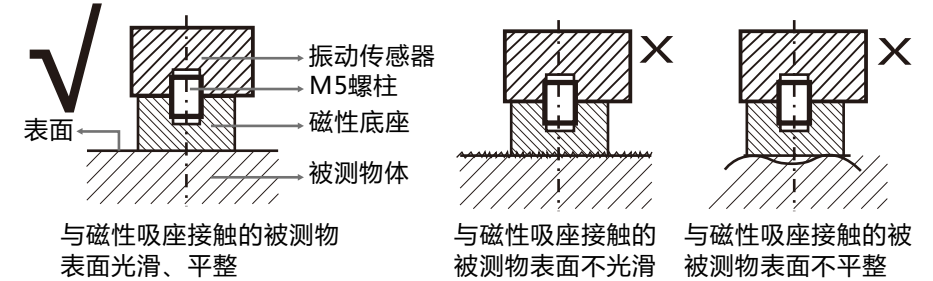 振动传感器
M5螺柱
表面
磁性底座
被测物体
与磁性吸座接触的被测物
表面光滑、平整
与磁性吸座接触的
被测物表面不光滑
与磁性吸座接触的被
被测物表面不平整